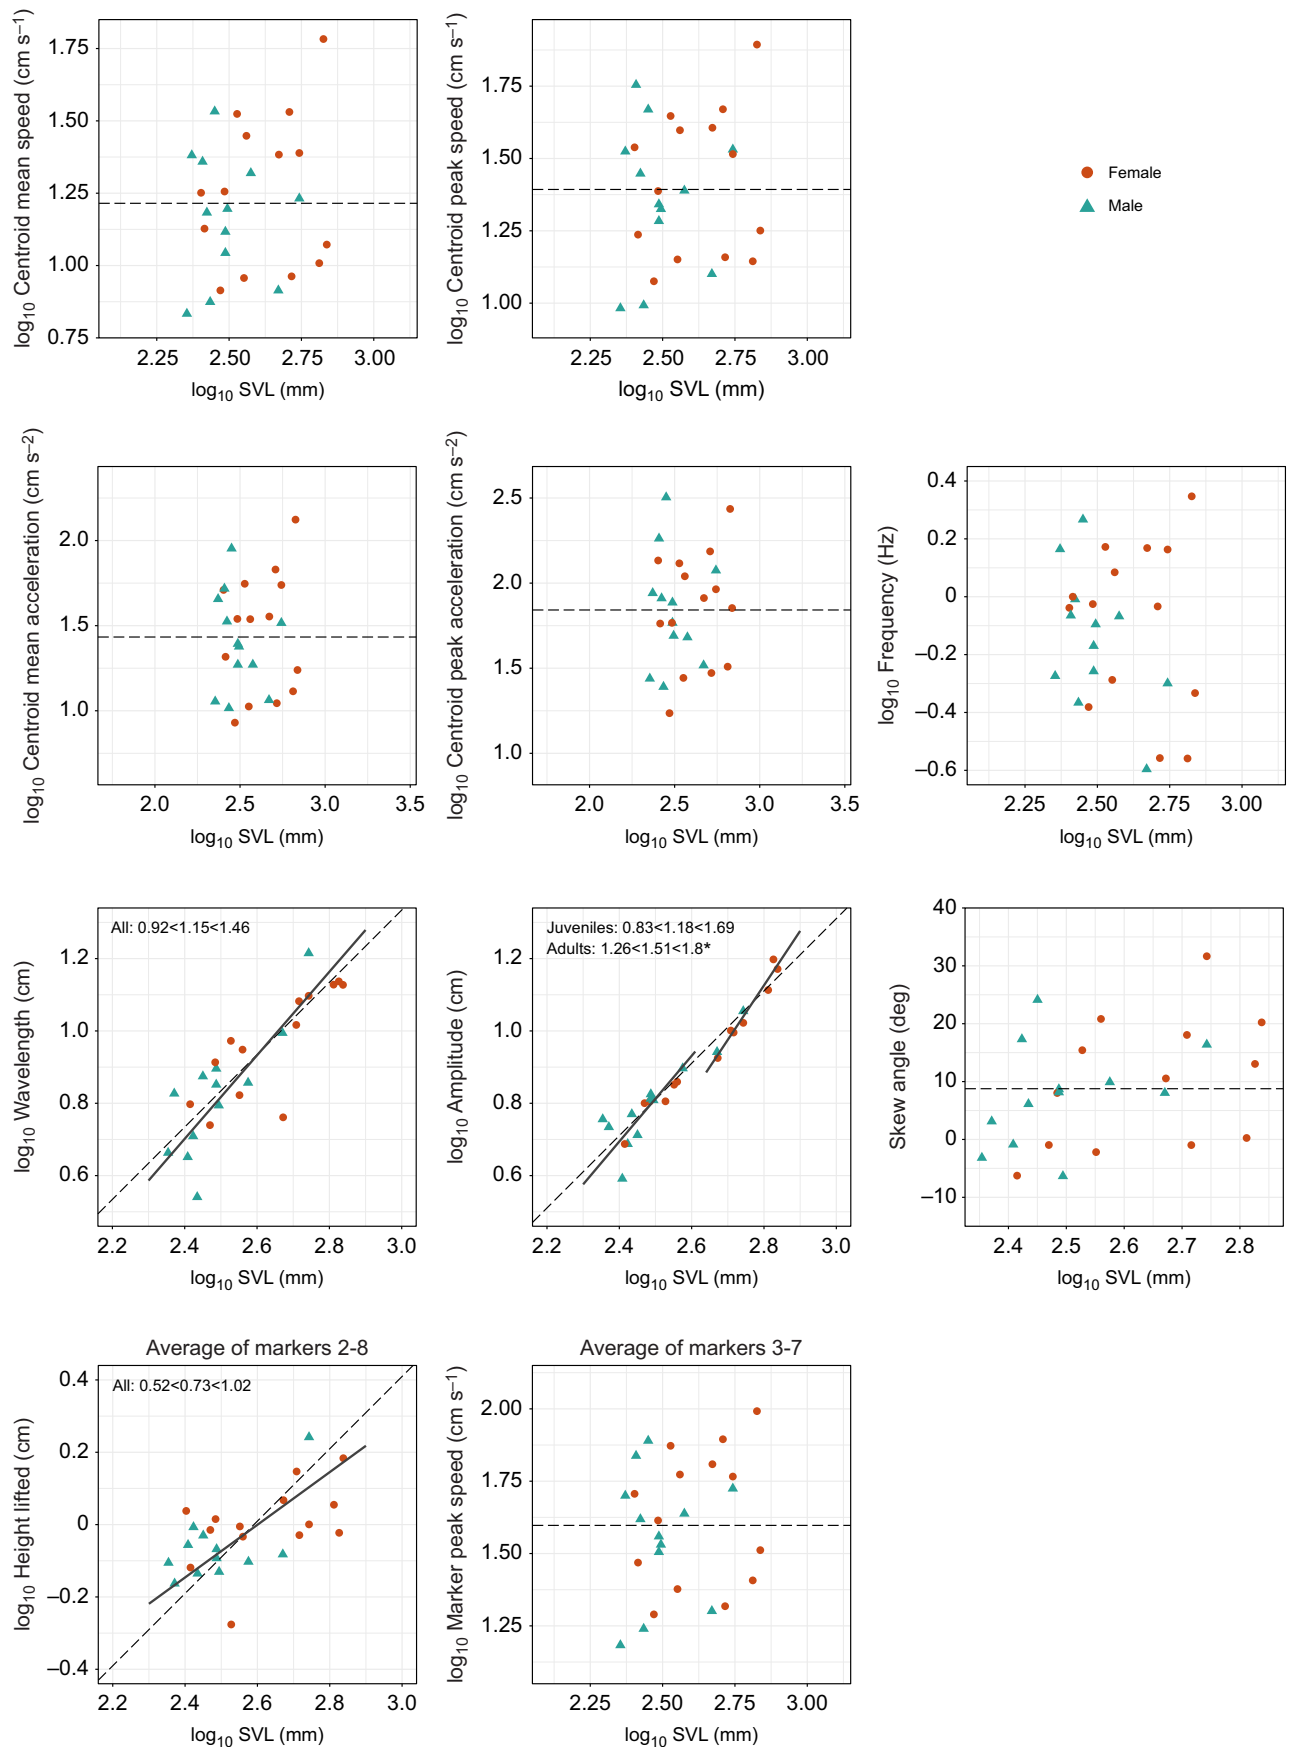 log10 Centroid mean speed (cm s–1)
1.75
1.50
1.25
1.00
0.75
2.25 2.50 2.75 3.00
log10 SVL (mm)
log10 Centroid peak speed (cm s–1)
1.75
1.50
1.25
1.00
2.25 2.50 2.75 3.00
log10 SVL (mm)
Female
Male
log10 Centroid mean acceleration (cm s–2)
2.0
1.5
1.0
2.0 2.5 3.0 3.5
log10 SVL (mm)
log10 Centroid peak acceleration (cm s–2)
2.5
2.0
1.5
1.0
2.0 2.5 3.0 3.5
log10 SVL (mm)
log10 Frequency (Hz)
0.4
0.2
0
–0.2
–0.4
–0.6
2.25 2.50 2.75 3.00
log10 SVL (mm)
log10 Wavelength (cm)
All: 0.92<1.15<1.46
1.2
1.0
0.8
0.6
2.2 2.4 2.6 2.8 3.0
log10 SVL (mm)
log10 Amplitude (cm)
Juveniles: 0.83<1.18<1.69
Adults: 1.26<1.51<1.8*
1.2
1.0
0.8
0.6
2.2 2.4 2.6 2.8 3.0
log10 SVL (mm)
Skew angle (deg)
40
30
20
10
0
–10
2.4 2.5 2.6 2.7 2.8
log10 SVL (mm)
Average of markers 2-8
log10 Height lifted (cm)
All: 0.52<0.73<1.02
0.4
0.2
0
–0.2
–0.4
2.2 2.4 2.6 2.8 3.0
log10 SVL (mm)
Average of markers 3-7
log10 Marker peak speed (cm s–1)
2.00
1.75
1.50
1.25
2.25 2.50 2.75 3.00
log10 SVL (mm)